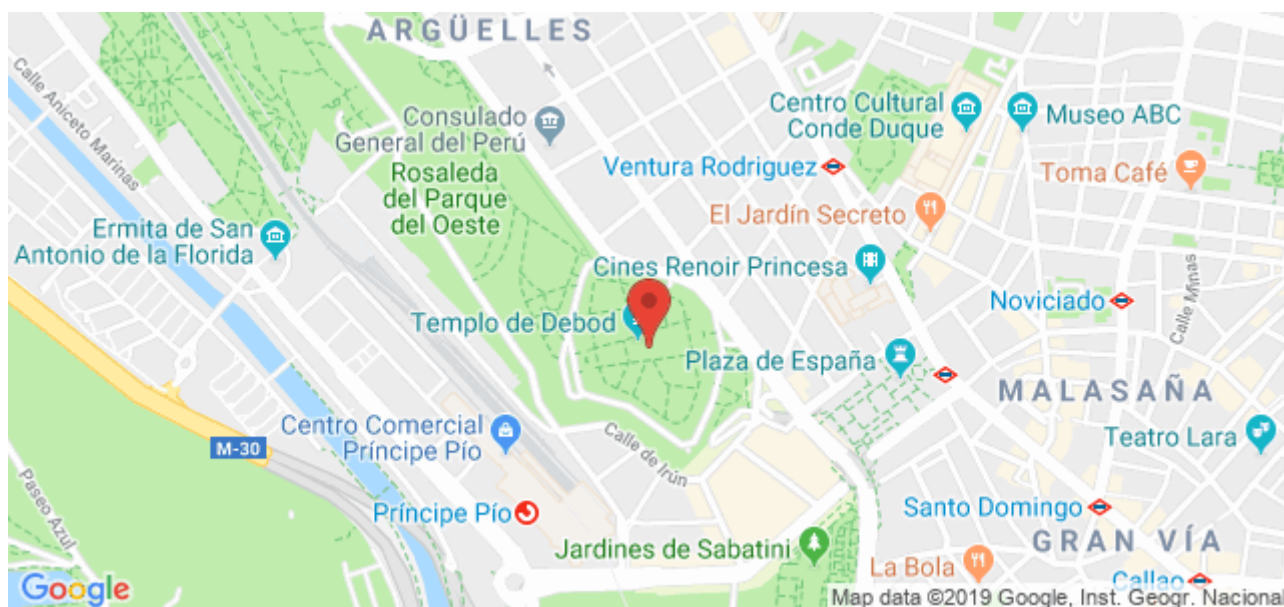 ARGÜELLES
Calle Aniceto Marinas
Consulado
General del Perú
Centro Cultural
Conde Duque
Museo ABC
Ventura Rodriguez
Toma Café
Rosaleda
del Parque
del Oeste
El Jardín Secreto
Ermita de San
Antonio de la Florida
Cines Renoir Princesa
Noviciado
Calle Minas
Templo de Debod
Plaza de España
MALASAÑA
Centro Comercial
Príncipe Pío
Calle de Irún
Teatro Lara
M-30
Paseo Azul
Príncipe Pío
Santo Domingo
Jardines de Sabatini
GRAN VÍA
La Bola
Callao
Google
Map data ©2019 Google, Inst. Geogr. Naciona